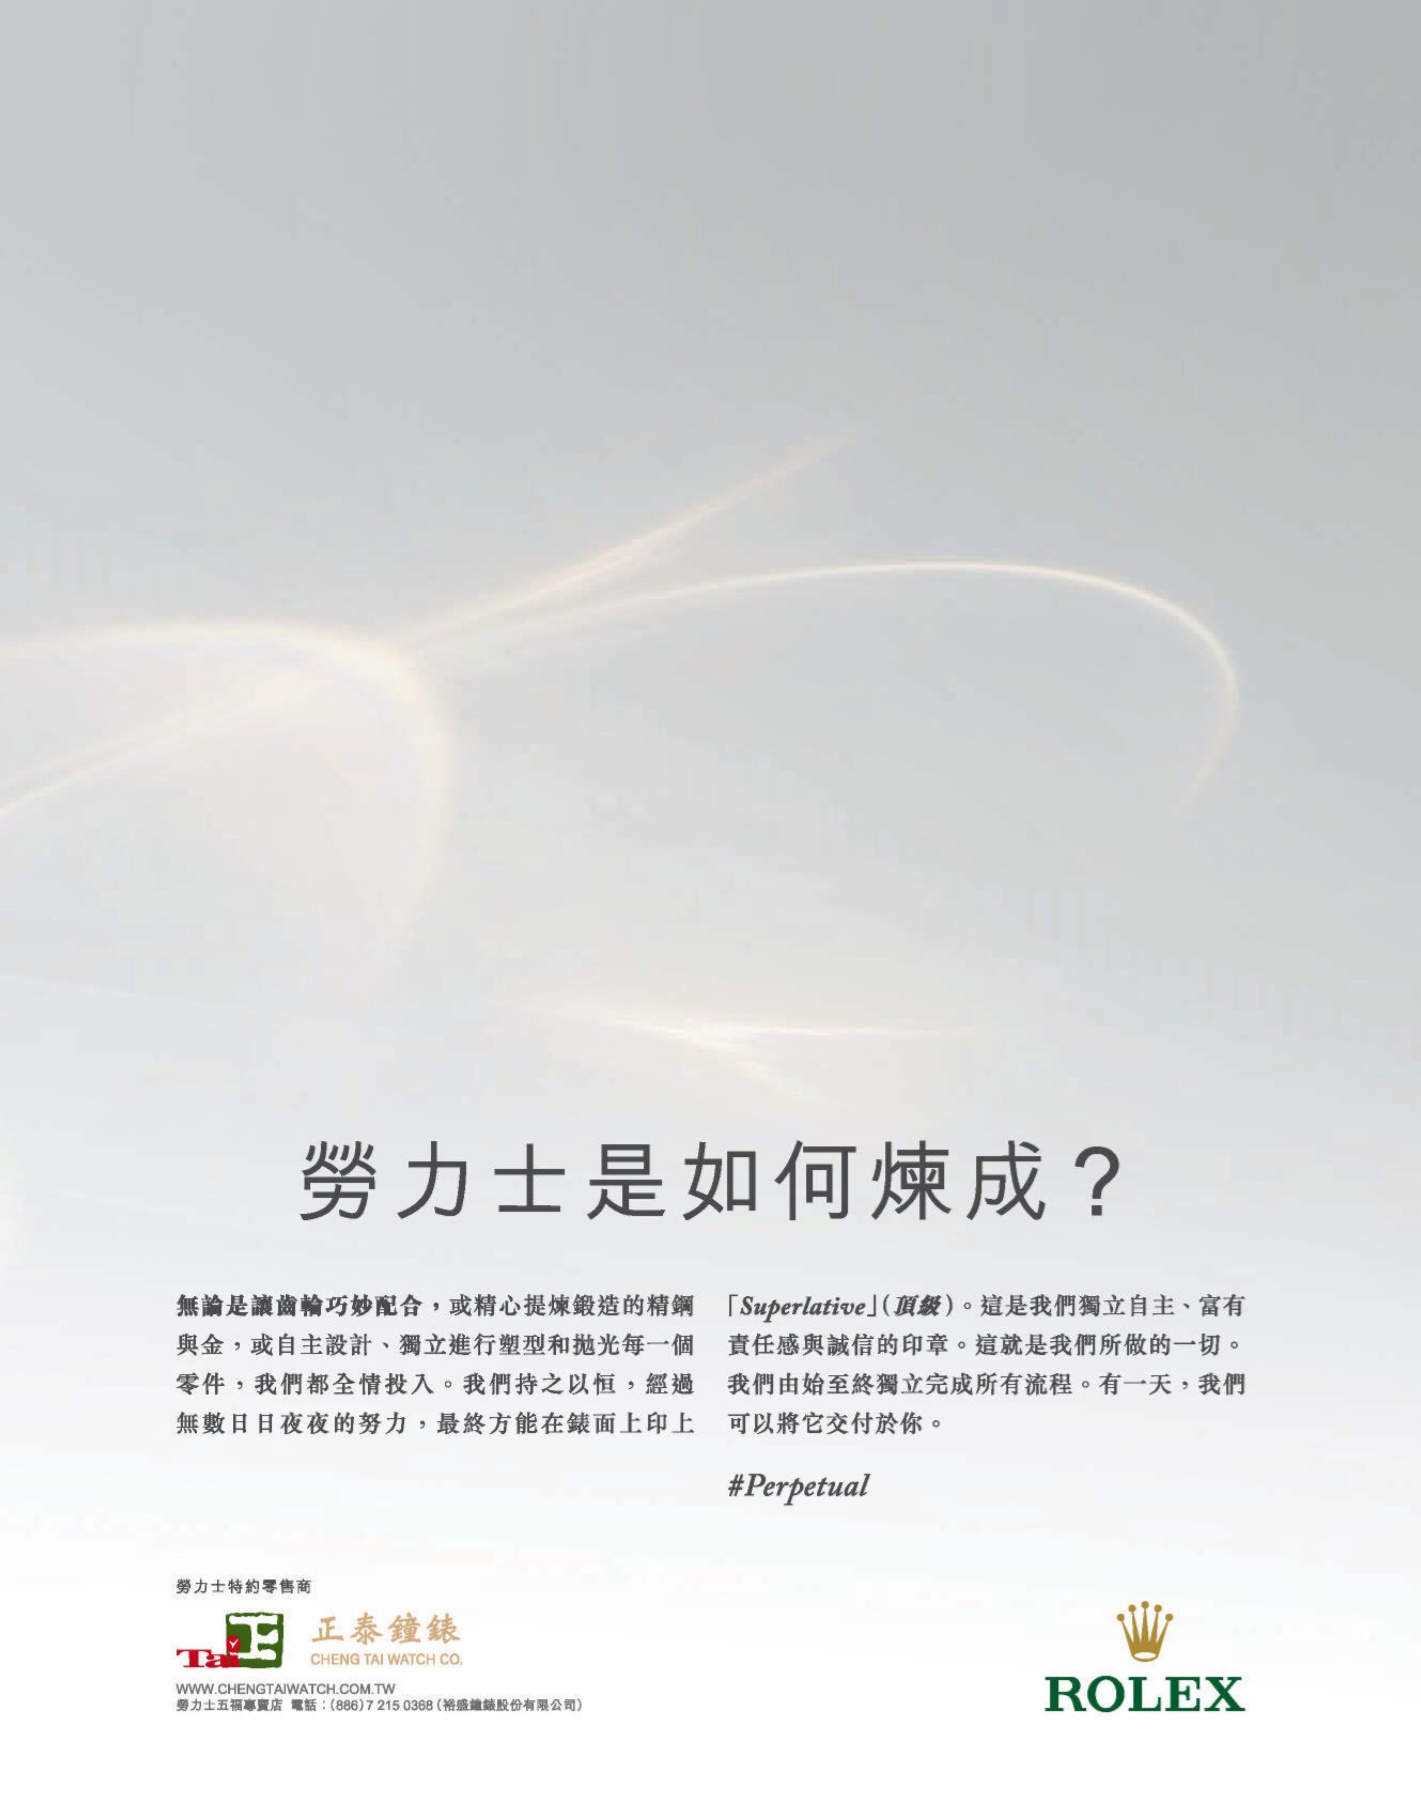 勞力士是如何煉成？
無論是讓齒輪巧妙配合，或精心提煉鍛造的精鋼
與金，或自主設計、獨立進行塑型和拋光每一個
零件，我們都全情投入。我們持之以恒，經過
無數日日夜夜的努力，最終方能在錶面上印上
「Superlative」(頂級)。這是我們獨立自主、富有
責任感與誠信的印章。這就是我們所做的一切。
我們由始至終獨立完成所有流程。有一天，我們
可以將它交付於你。
#Perpetual
勞力士特約零售商
Tai 正
正泰鐘錶
CHENG TAI WATCH CO.
WWW.CHENGTAIWATCH.COM.TW
勞力士五福專賣店 電話：(886)7 215 0368 (裕盛鐘錶股份有限公司)
ROLEX